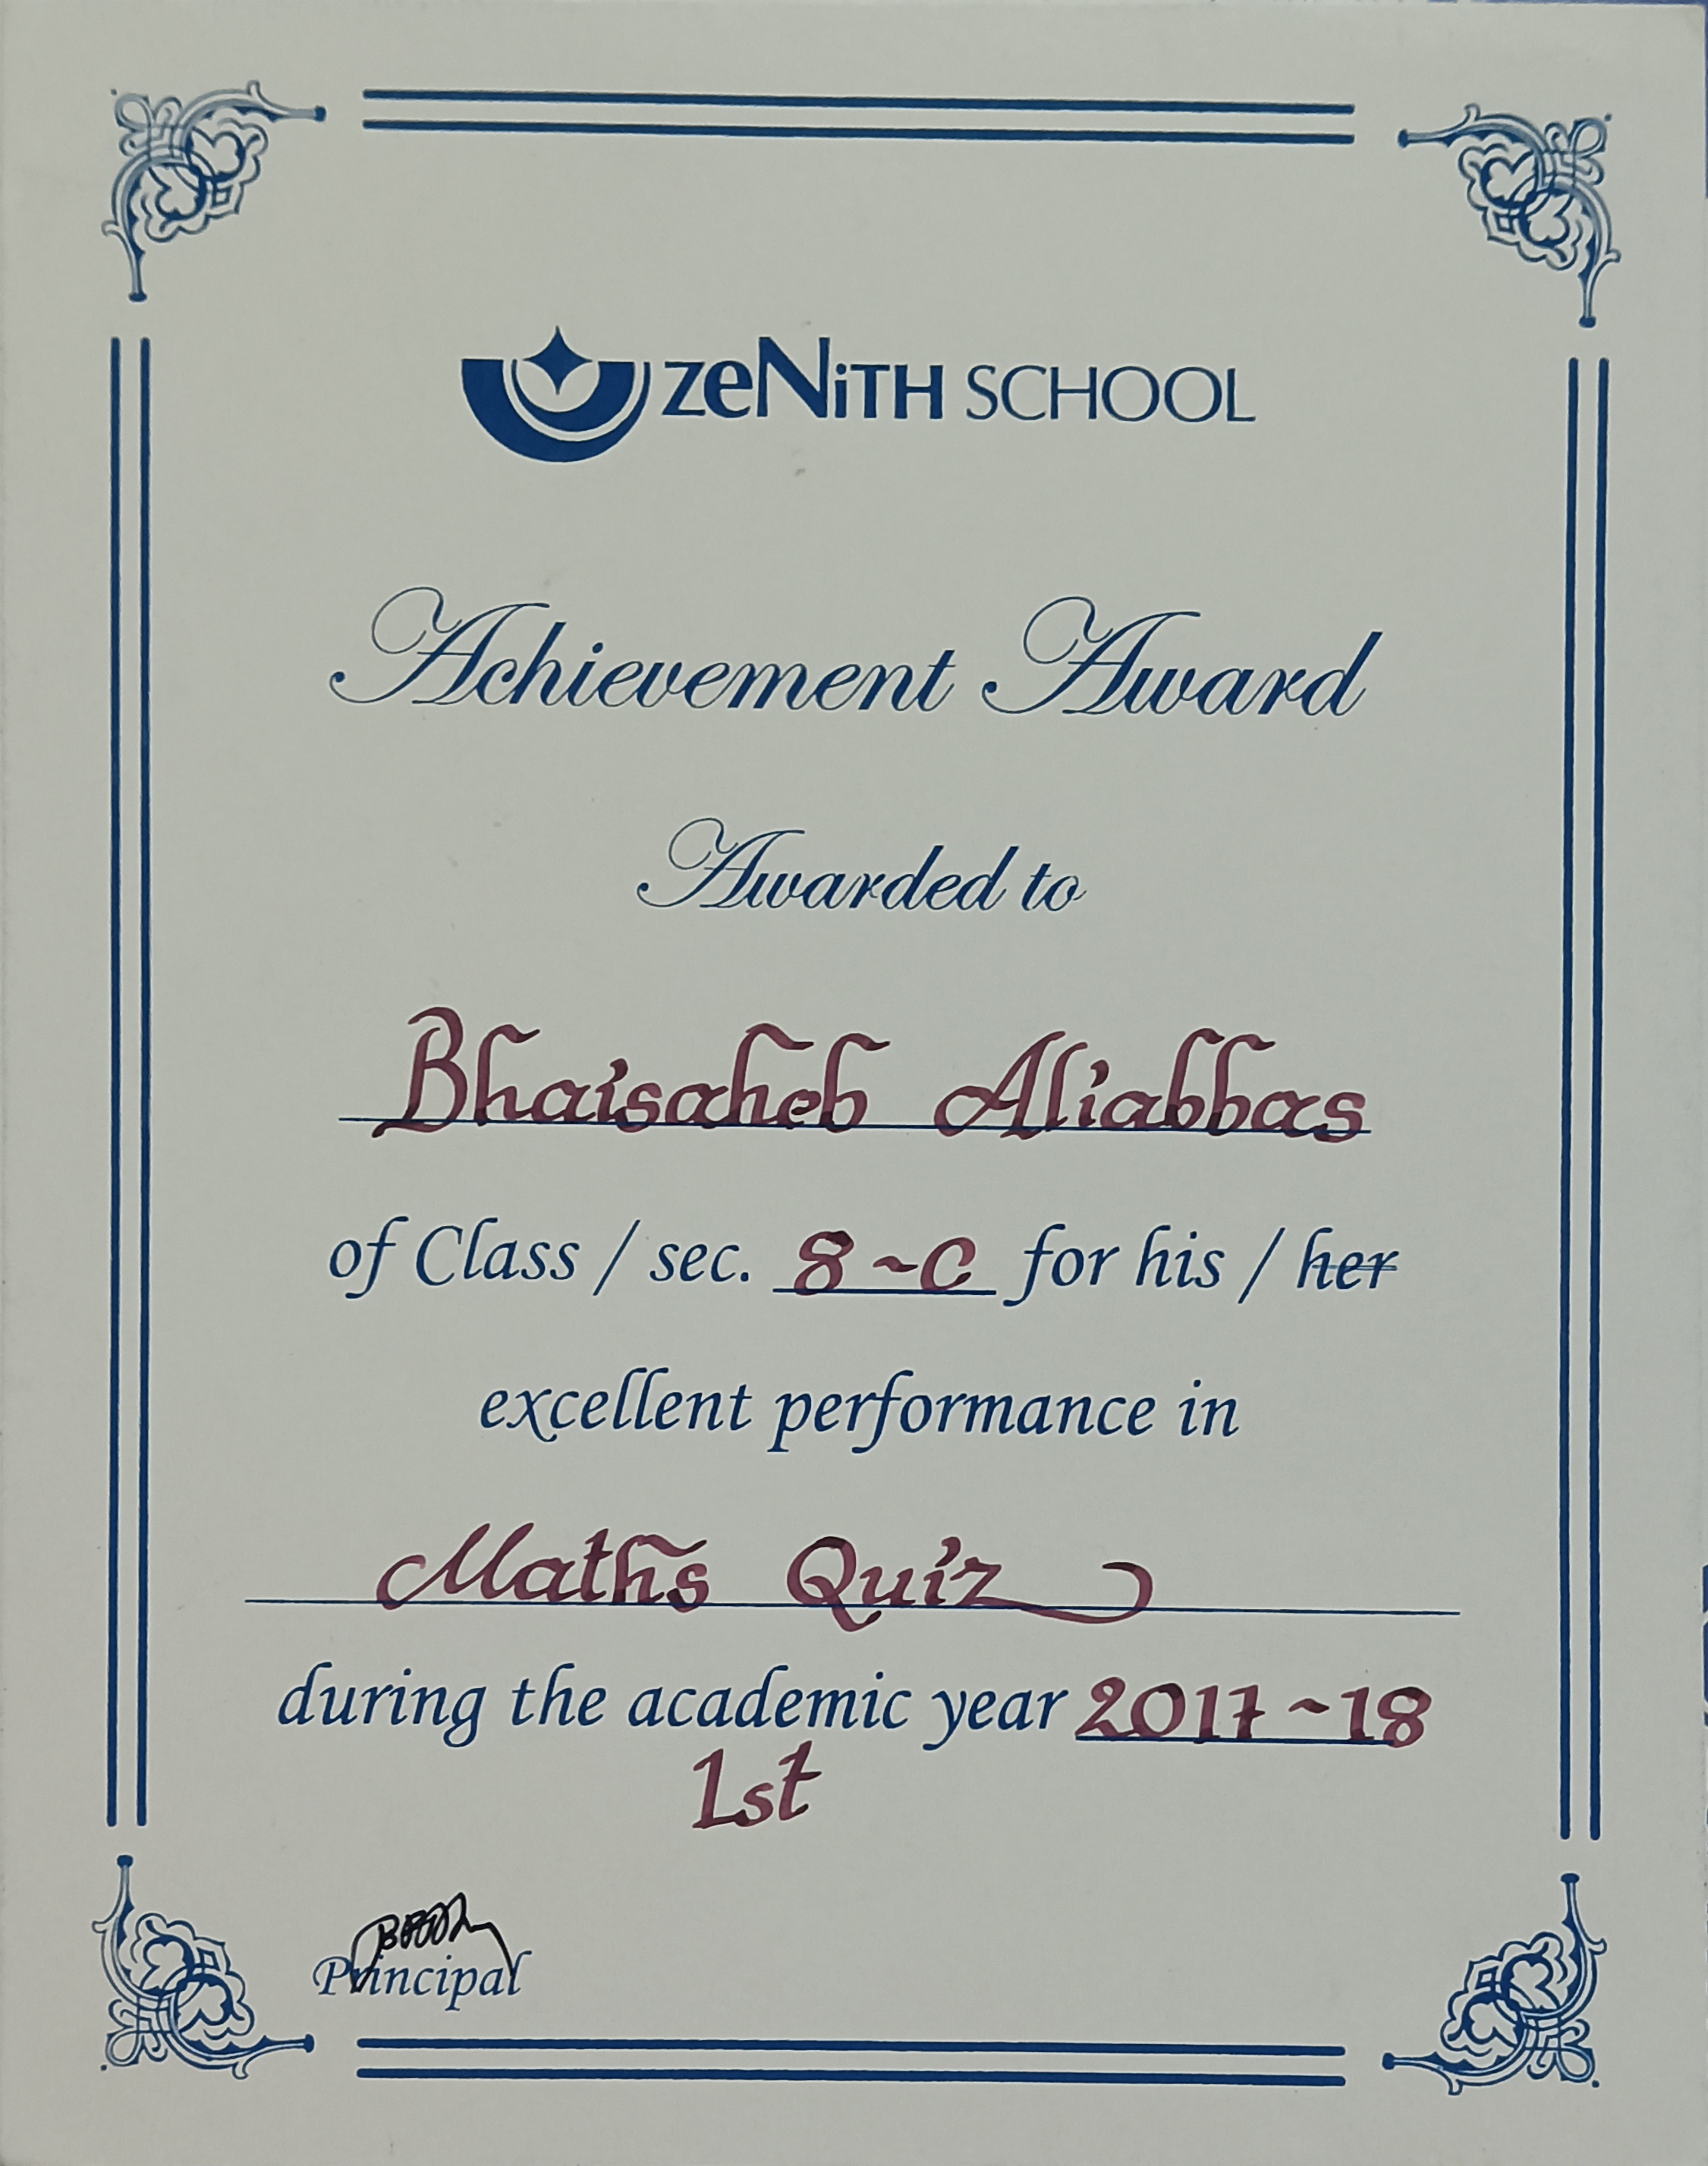 zeNiTH SCHOOL
Achievement Award
Awarded to
Bhaisaheb Aliabbas
of Class / sec. 8~C for his / her
excellent performance in
Maths Quiz
during the academic year 2017~18
1st
Principal